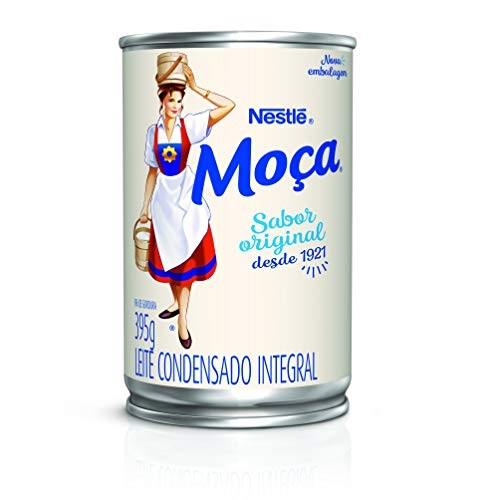 Nova
embalagem
Nestlé®
Moça®
Sabor
original
desde 1921
395g
®
LEITE CONDENSADO INTEGRAL